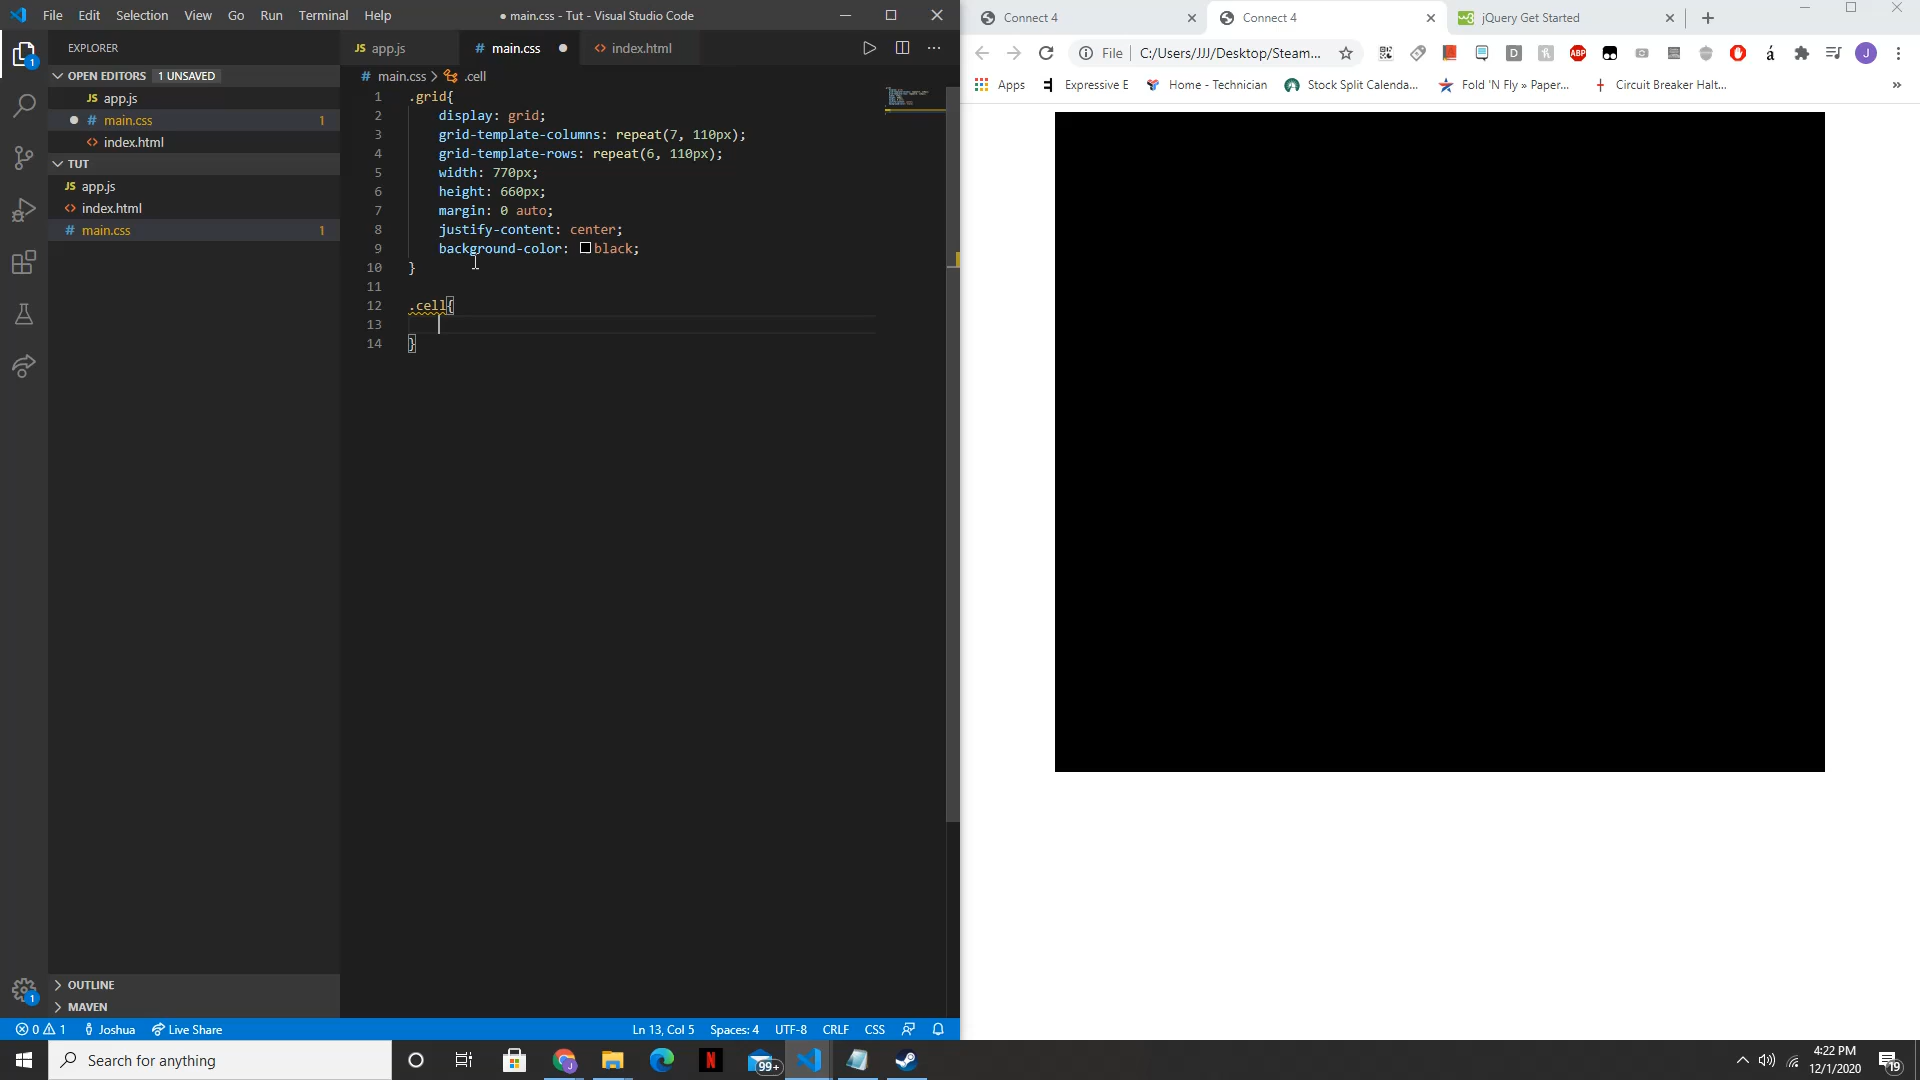 File Edit Selection View Go Run Terminal Help
● main.css - Tut - Visual Studio Code
EXPLORER
OPEN EDITORS 1 UNSAVED
JS app.js
# main.css 1
<> index.html
TUT
JS app.js
<> index.html
# main.css 1
OUTLINE
MAVEN
JS app.js
# main.css
<> index.html
# main.css > .cell
1 .grid{
2 display: grid;
3 grid-template-columns: repeat(7, 110px);
4 grid-template-rows: repeat(6, 110px);
5 width: 770px;
6 height: 660px;
7 margin: 0 auto;
8 justify-content: center;
9 background-color: black;
10 }
11
12 .cell{
13
14 }
0 1 Joshua Live Share
Ln 13, Col 5 Spaces: 4 UTF-8 CRLF CSS
Connect 4
Connect 4
jQuery Get Started
File C:/Users/JJJ/Desktop/Steam...
Apps Expressive E Home - Technician Stock Split Calenda... Fold 'N Fly » Paper... Circuit Breaker Halt... »
Search for anything
99+
4:22 PM
12/1/2020
19